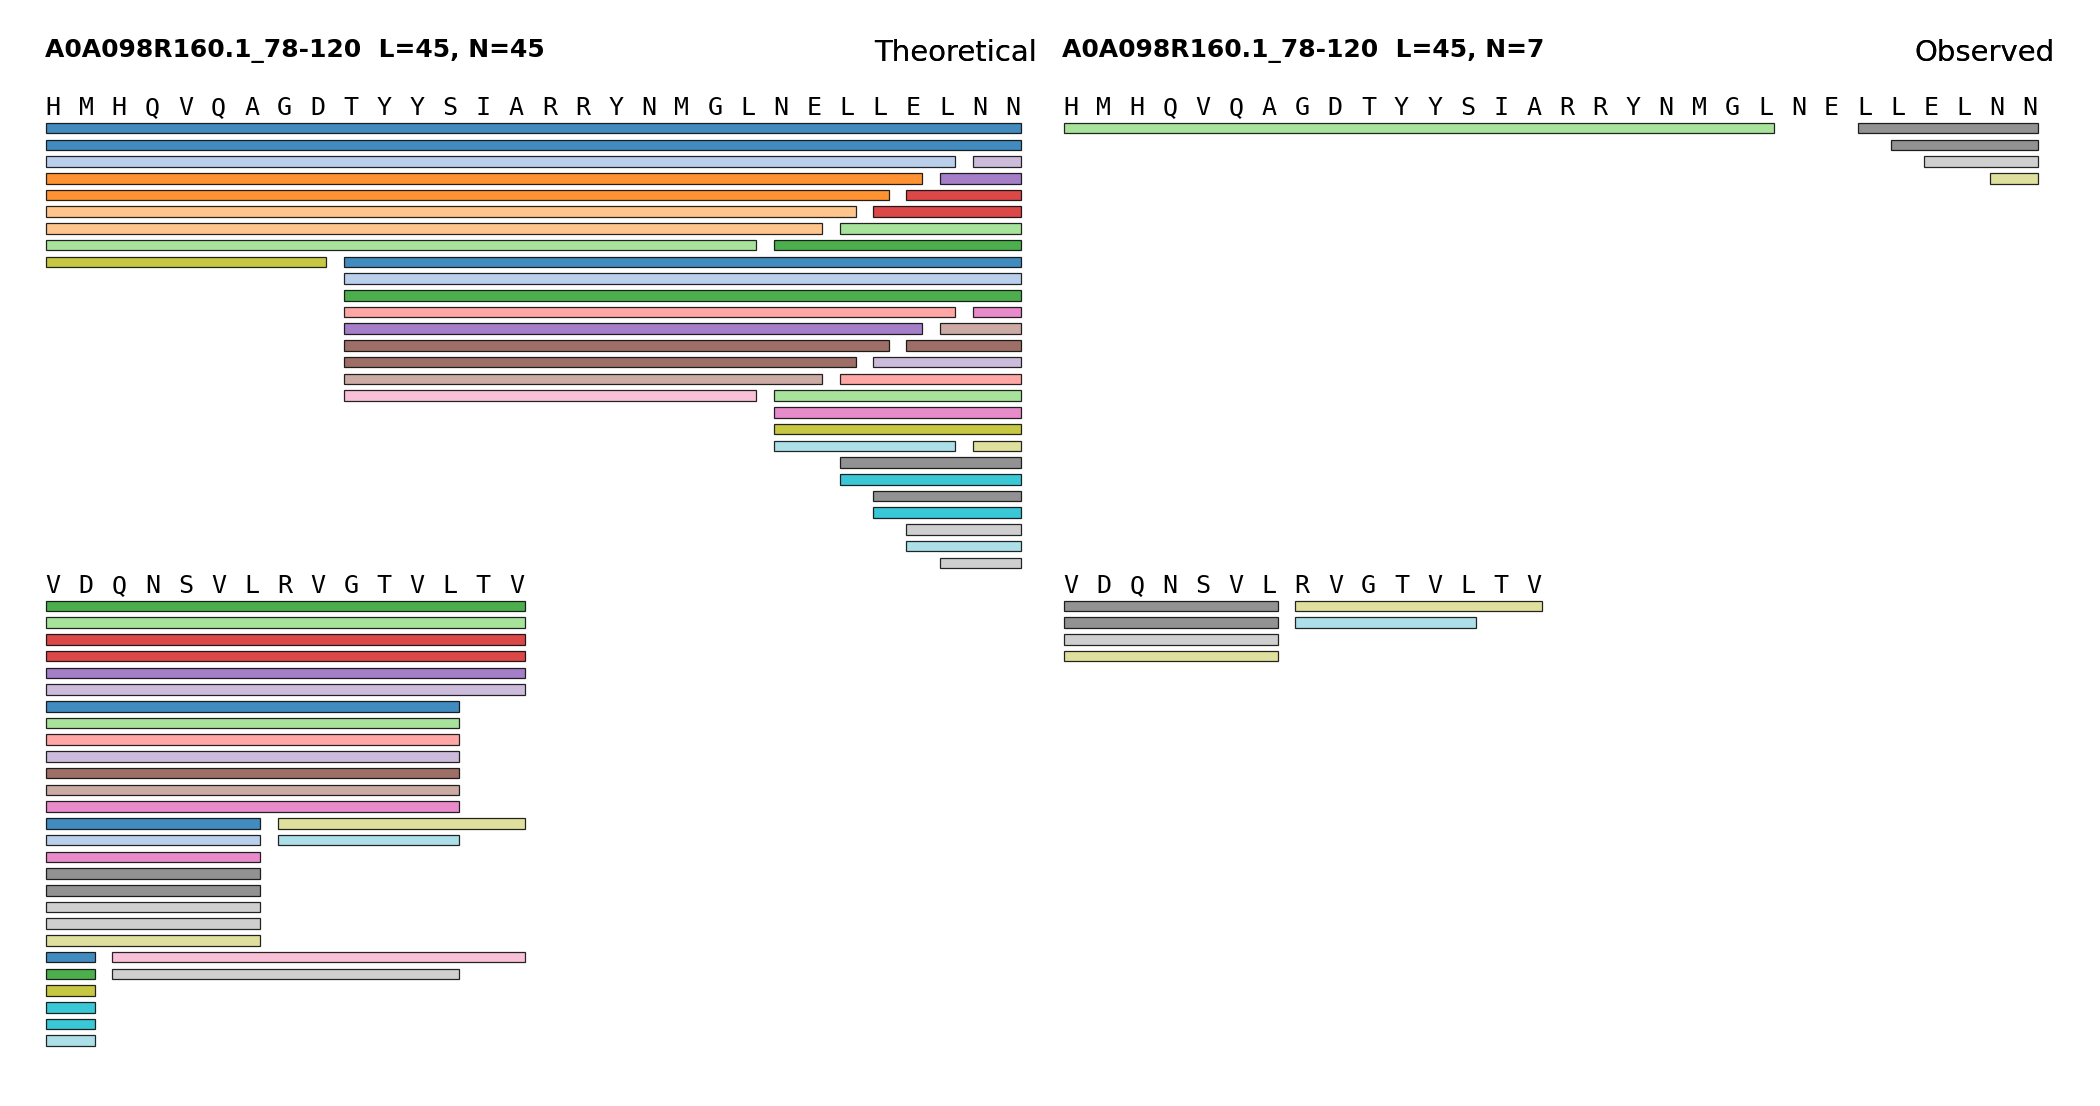 A0A098R160.1_78-120 L=45, N=45 Theoretical
H M H Q V Q A G D T Y Y S I A R R Y N M G L N E L L E L N N
V D Q N S V L R V G T V L T V
A0A098R160.1_78-120 L=45, N=7 Observed
H M H Q V Q A G D T Y Y S I A R R Y N M G L N E L L E L N N
V D Q N S V L R V G T V L T V